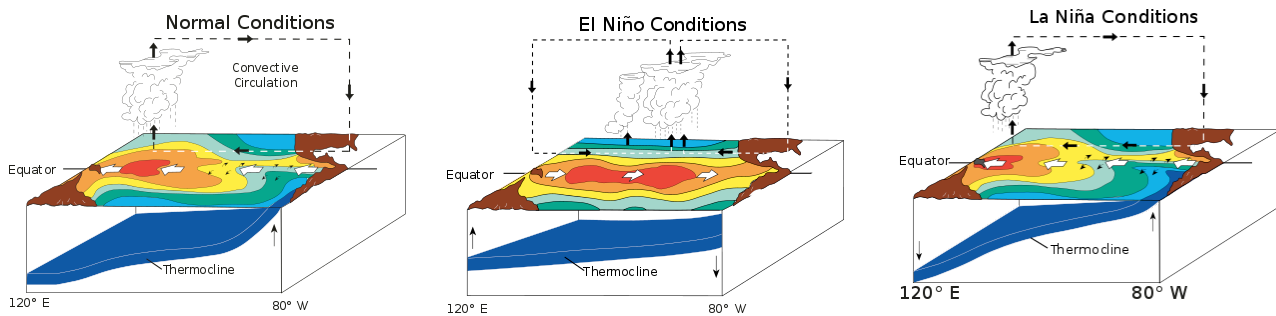 Normal Conditions
Convective
Circulation
Equator
Thermocline
120° E
80° W
El Niño Conditions
Equator
Thermocline
120° E
80° W
La Niña Conditions
Equator
Thermocline
120° E
80° W